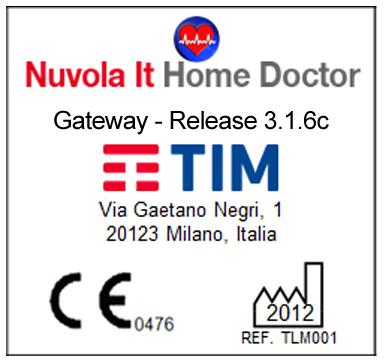 Nuvola It Home Doctor
Gateway - Release 3.1.6c
TIM
Via Gaetano Negri, 1
20123 Milano, Italia
CE 0476
2012
REF. TLM001